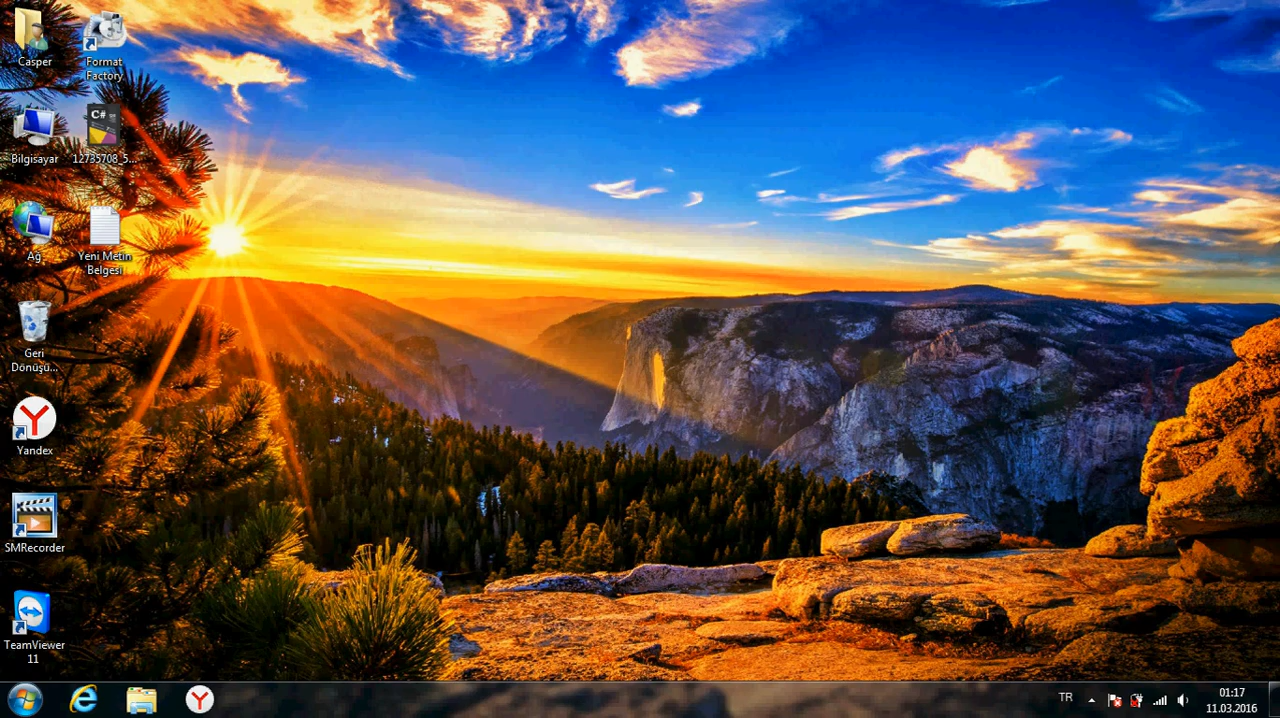 Casper
Format
Factory
Bilgisayar
C#
12735708_5...
Ağ
Yeni Metin
Belgesi
Geri
Dönüşü...
Yandex
SMRecorder
TeamViewer
11
TR
01:17
11.03.2016